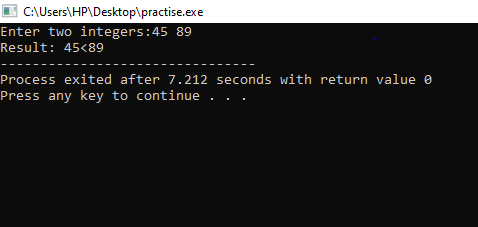 C:\Users\HP\Desktop\practise.exe
Enter two integers:45 89
Result: 45<89
--------------------------------
Process exited after 7.212 seconds with return value 0
Press any key to continue . . .